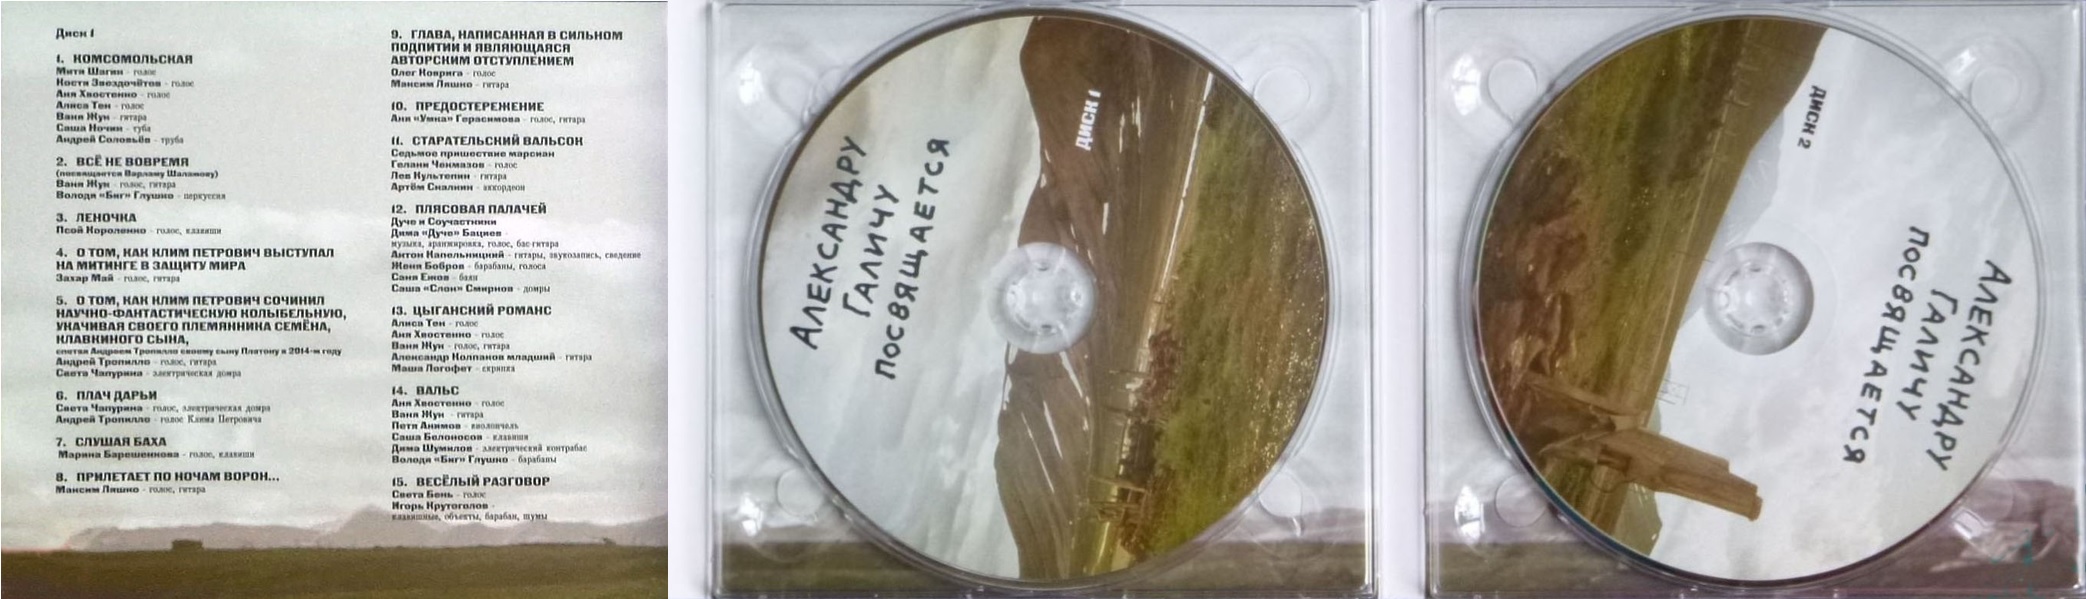 Диск 1
1. КОМСОМОЛЬСКАЯ
Митя Шагин - голос
Костя Звездочётов - голос
Аня Хвостенко - голос
Алиса Тен - голос
Ваня Жук - гитара
Саша Ночин - туба
Андрей Соловьёв - труба
2. ВСЁ НЕ ВОВРЕМЯ
(посвящается Варламу Шаламову)
Ваня Жук - голос, гитара
Володя «Биг» Глушко - перкуссия
3. ЛЕНОЧКА
Псой Короленко - голос, клавиши
4. О ТОМ, КАК КЛИМ ПЕТРОВИЧ ВЫСТУПАЛ
НА МИТИНГЕ В ЗАЩИТУ МИРА
Захар Май - голос, гитара
5. О ТОМ, КАК КЛИМ ПЕТРОВИЧ СОЧИНИЛ
НАУЧНО-ФАНТАСТИЧЕСКУЮ КОЛЫБЕЛЬНУЮ,
УКАЧИВАЯ СВОЕГО ПЛЕМЯННИКА СЕМЁНА,
КЛАВКИНОГО СЫНА,
спетая Андреем Тропилло своему сыну Платону в 2014-м году
Андрей Тропилло - голос, гитара
Света Чапурина - электрическая домра
6. ПЛАЧ ДАРЬИ
Света Чапурина - голос, электрическая домра
Андрей Тропилло - голос Клима Петровича
7. СЛУШАЯ БАХА
Марина Барешенкова - голос, клавиши
8. ПРИЛЕТАЕТ ПО НОЧАМ ВОРОН...
Максим Ляшко - голос, гитара
9. ГЛАВА, НАПИСАННАЯ В СИЛЬНОМ
ПОДПИТИИ И ЯВЛЯЮЩАЯСЯ
АВТОРСКИМ ОТСТУПЛЕНИЕМ
Олег Коврига - голос
Максим Ляшко - гитара
10. ПРЕДОСТЕРЕЖЕНИЕ
Аня «Умка» Герасимова - голос, гитара
11. СТАРАТЕЛЬСКИЙ ВАЛЬСОК
Седьмое пришествие марсиан
Гелани Чекмазов - голос
Лев Культепин - гитара
Артём Скалкин - аккордеон
12. ПЛЯСОВАЯ ПАЛАЧЕЙ
Дуче и Соучастники
Дима «Дуче» Бациев -
музыка, аранжировка, голос, бас-гитара
Антон Капельницкий - гитары, звукозапись, сведение
Женя Бобров - барабаны, голоса
Саня Ежов - баян
Саша «Слон» Смирнов - домры
13. ЦЫГАНСКИЙ РОМАНС
Алиса Тен - голос
Аня Хвостенко - голос
Ваня Жук - голос, гитара
Александр Колпаков младший - гитара
Маша Логофет - скрипка
14. ВАЛЬС
Аня Хвостенко - голос
Ваня Жук - гитара
Петя Акимов - виолончель
Саша Белоносов - клавиши
Дима Шумилов - электрический контрабас
Володя «Биг» Глушко - барабаны
15. ВЕСЁЛЫЙ РАЗГОВОР
Света Бень - голос
Игорь Крутоголов -
клавишные, объекты, барабан, шумы
ДИСК 1
АЛЕКСАНДРУ
ГАЛИЧУ
ПОСВЯЩАЕТСЯ
ДИСК 2
АЛЕКСАНДРУ
ГАЛИЧУ
ПОСВЯЩАЕТСЯ